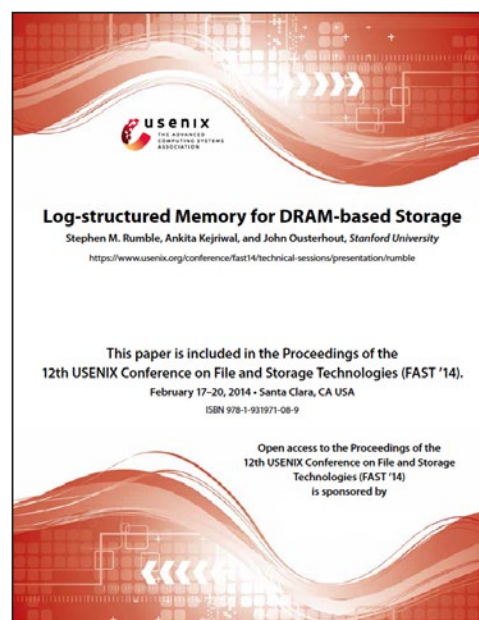 usenix
THE ADVANCED
COMPUTING SYSTEMS
ASSOCIATION
Log-structured Memory for DRAM-based Storage
Stephen M. Rumble, Ankita Kejriwal, and John Ousterhout, Stanford University
https://www.usenix.org/conference/fast14/technical-sessions/presentation/rumble
This paper is included in the Proceedings of the
12th USENIX Conference on File and Storage Technologies (FAST ’14).
February 17–20, 2014 • Santa Clara, CA USA
ISBN 978-1-931971-08-9
Open access to the Proceedings of the
12th USENIX Conference on File and Storage
Technologies (FAST ’14)
is sponsored by